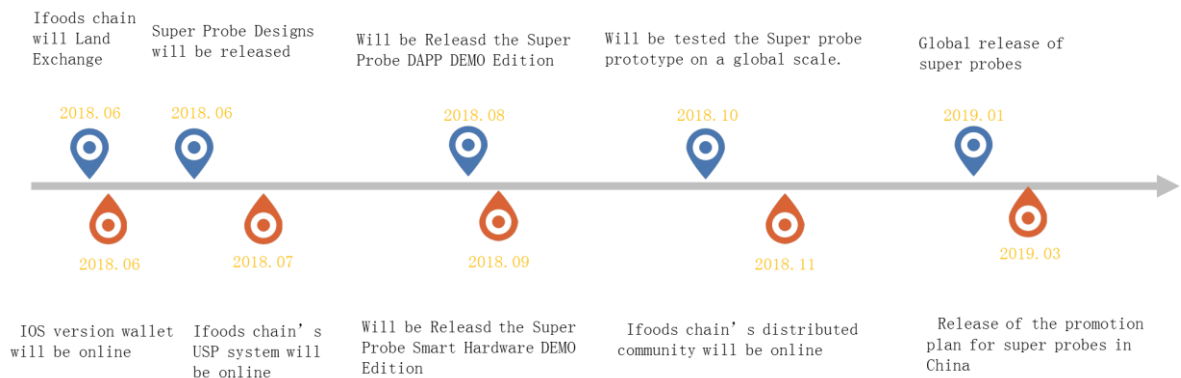 Ifoods chain
will Land
Exchange
Super Probe Designs
will be released
Will be Releasd the Super
Probe DAPP DEMO Edition
Will be tested the Super probe
prototype on a global scale.
Global release of
super probes
2018.06
2018.06
2018.08
2018.10
2019.01
2018.06
2018.07
2018.09
2018.11
2019.03
IOS version wallet
will be online
Ifoods chain’s
USP system will
be online
Will be Releasd the Super
Probe Smart Hardware DEMO
Edition
Ifoods chain’s distributed
community will be online
Release of the promotion
plan for super probes in
China